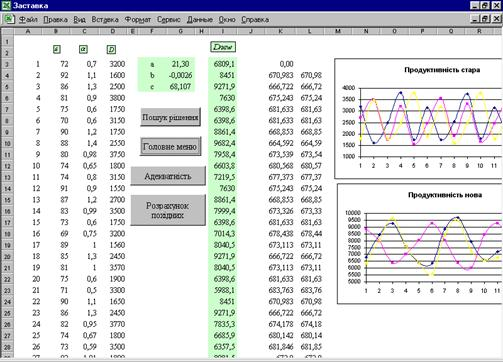 Заставка
Файл Правка Вид Вставка Формат Сервис Данные Окно Справка
A B C D E F G H I J K L M N O P Q R
1
2 α D Dnew
3 1 72 0,7 3200 a 21,30 6809,1 0,00
4 2 92 1,1 1600 b -0,0026 8451 670,983 670,98
5 3 86 1,3 2500 c 68,107 9271,9 666,722 666,72
6 4 81 0,9 3800 7630 675,243 675,24
7 5 75 0,6 1750 6398,6 681,633 681,63
8 6 70 0,6 3150 6398,6 681,633 681,63
9 7 90 1,2 1750 8861,4 668,853 668,85
10 8 88 1,4 2550 9682,4 664,592 664,59
11 9 80 0,98 3750 7958,4 673,539 673,54
12 10 74 0,65 1800 6603,8 680,568 680,57
13 11 74 0,8 3150 7219,5 677,373 677,37
14 12 91 0,9 1550 7630 675,243 675,24
15 13 87 1,2 2700 8861,4 668,853 668,85
16 14 83 0,99 3500 7999,4 673,326 673,33
17 15 73 0,6 1750 6398,6 681,633 681,63
18 16 69 0,75 3200 7014,3 678,438 678,44
19 17 89 1 1560 8040,5 673,113 673,11
20 18 85 1,3 2450 9271,9 666,722 666,72
21 19 81 1 3570 8040,5 673,113 673,11
22 20 75 0,6 1900 6398,6 681,633 681,63
23 21 71 0,5 3300 5988,1 683,763 683,76
24 22 90 1,1 1650 8451 670,983 670,98
25 23 86 1,3 2700 9271,9 666,722 666,72
26 24 82 0,95 3770 7835,3 674,178 674,18
27 25 74 0,67 1800 6685,9 680,142 680,14
28 26 73 0,59 3500 6357,5 681,846 681,85
Пошук рішення
Головне меню
Адекватність
Розрахунок
похідних
Продуктивність стара
4000
3500
3000
2500
2000
1500
1000
1 2 3 4 5 6 7 8 9 10 11
Продуктивність нова
10000
9500
9000
8500
8000
7500
7000
6500
6000
5500
5000
1 2 3 4 5 6 7 8 9 10 11